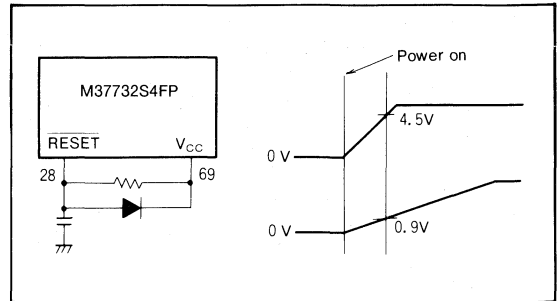 M37732S4FP
RESET
VCC
28
69
Power on
4.5V
0 V
0.9V
0 V